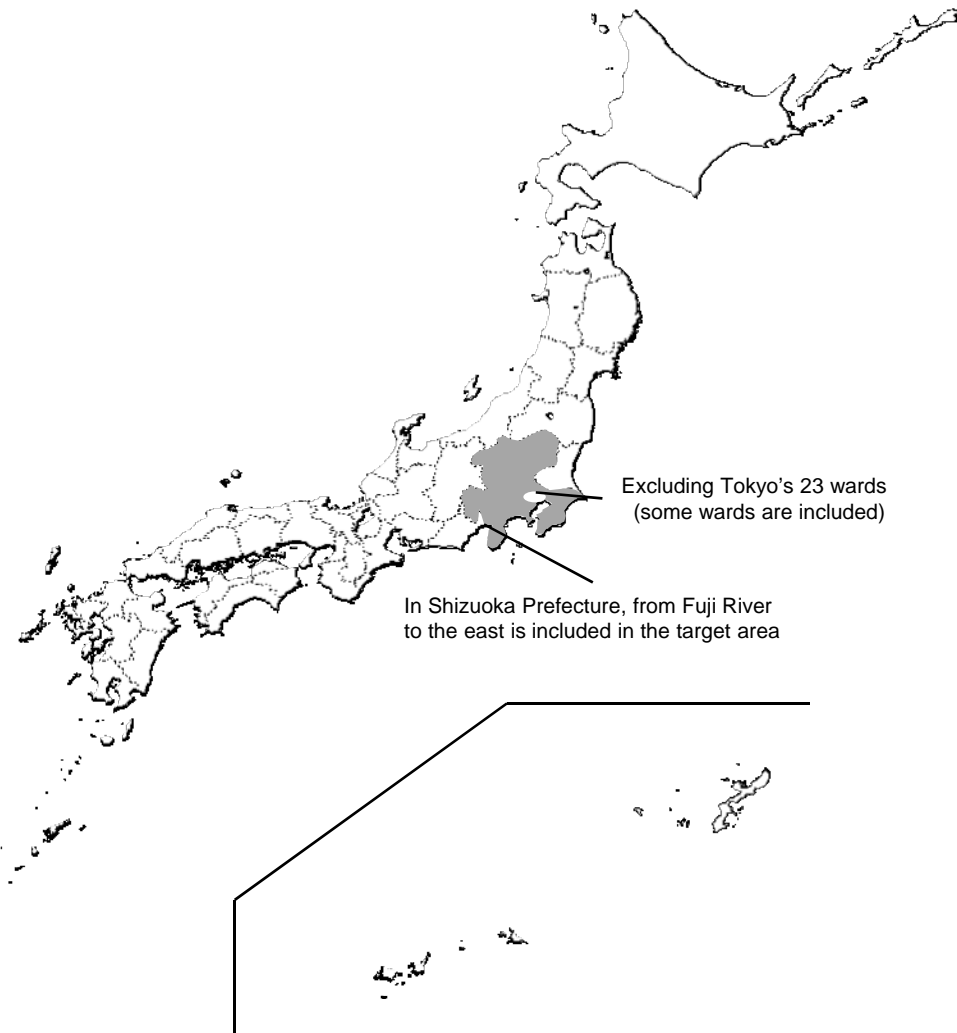 Excluding Tokyo's 23 wards
(some wards are included)
In Shizuoka Prefecture, from Fuji River
to the east is included in the target area